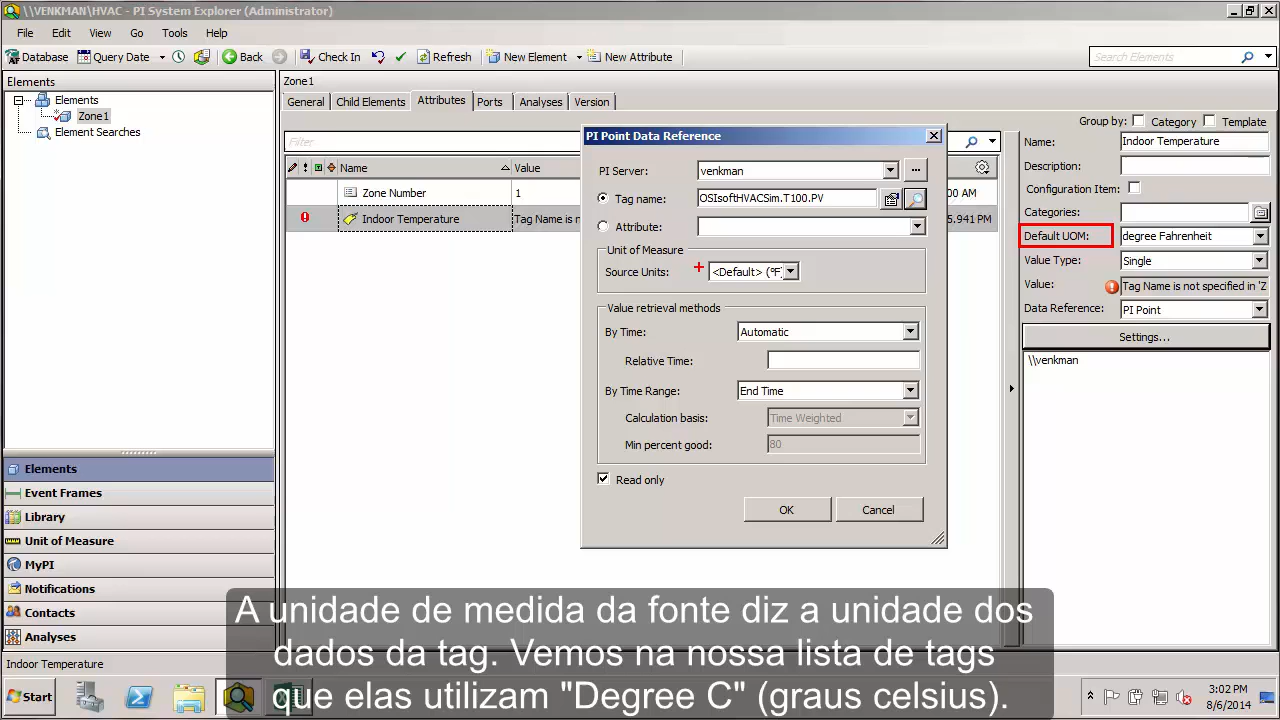 \\VENKMAN\HVAC - PI System Explorer (Administrator)
File Edit View Go Tools Help
Database Query Date Back Check In Refresh New Element New Attribute Search Elements
Elements
Elements
Zone1
Element Searches
Zone1
General Child Elements Attributes Ports Analyses Version
Filter
Name Value
Zone Number 1 00 AM
Indoor Temperature Tag Name is n 5.941 PM
PI Point Data Reference
PI Server: venkman
Tag name: OSIsoftHVACSim.T100.PV
Attribute:
Unit of Measure
Source Units: <Default> (°F)
Value retrieval methods
By Time: Automatic
Relative Time:
By Time Range: End Time
Calculation basis: Time Weighted
Min percent good: 80
Read only
OK Cancel
Group by: Category Template
Name: Indoor Temperature
Description:
Configuration Item:
Categories:
Default UOM: degree Fahrenheit
Value Type: Single
Value: Tag Name is not specified in 'Z
Data Reference: PI Point
Settings...
\\venkman
Elements
Event Frames
Library
Unit of Measure
MyPI
Notifications
Contacts
Analyses
Indoor Temperature
A unidade de medida da fonte diz a unidade dos
dados da tag. Vemos na nossa lista de tags
que elas utilizam "Degree C" (graus celsius).
Start
3:02 PM
8/6/2014